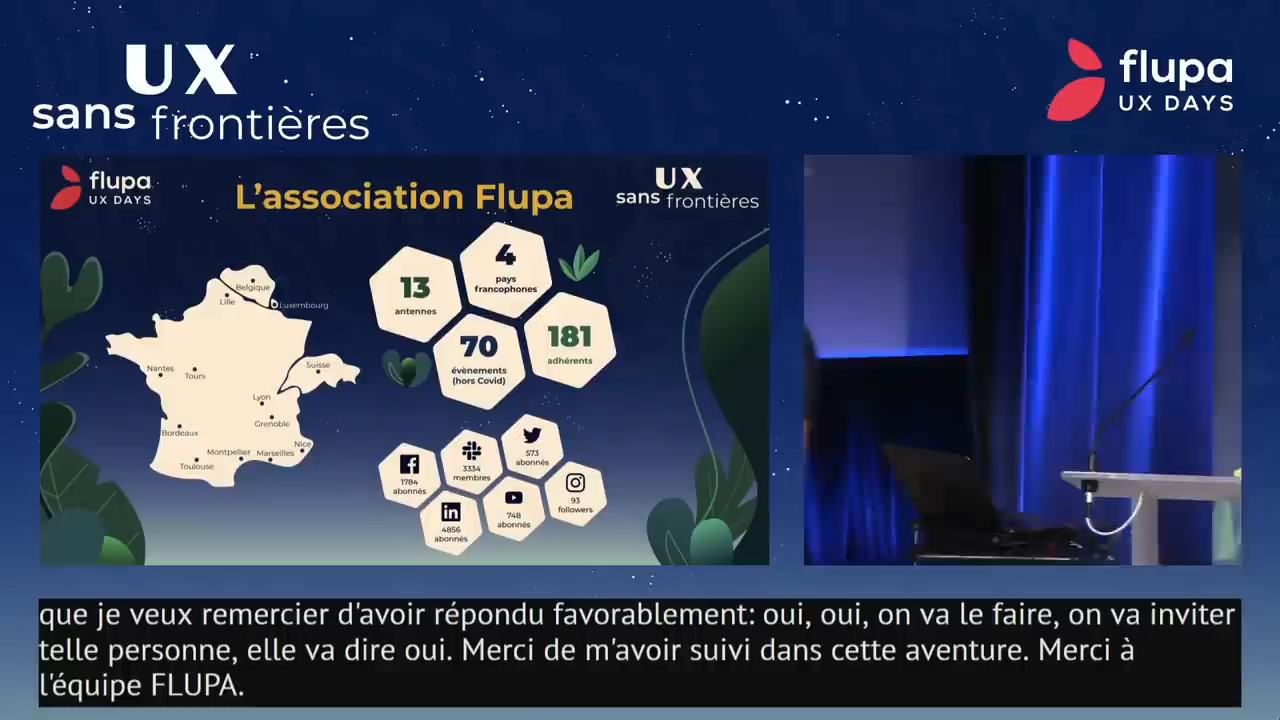 UX
sans frontières
flupa
UX DAYS
flupa
UX DAYS
L'association Flupa
UX
sans frontières
4
pays
francophones
13
antennes
181
adhérents
70
évènements
(hors Covid)
Belgique
Lille
Luxembourg
Nantes
Tours
Suisse
Lyon
Grenoble
Bordeaux
Nice
Montpellier
Marseilles
Toulouse
573
abonnés
3334
membres
1784
abonnés
93
followers
748
abonnés
4856
abonnés
que je veux remercier d'avoir répondu favorablement: oui, oui, on va le faire, on va inviter
telle personne, elle va dire oui. Merci de m'avoir suivi dans cette aventure. Merci à
l'équipe FLUPA.